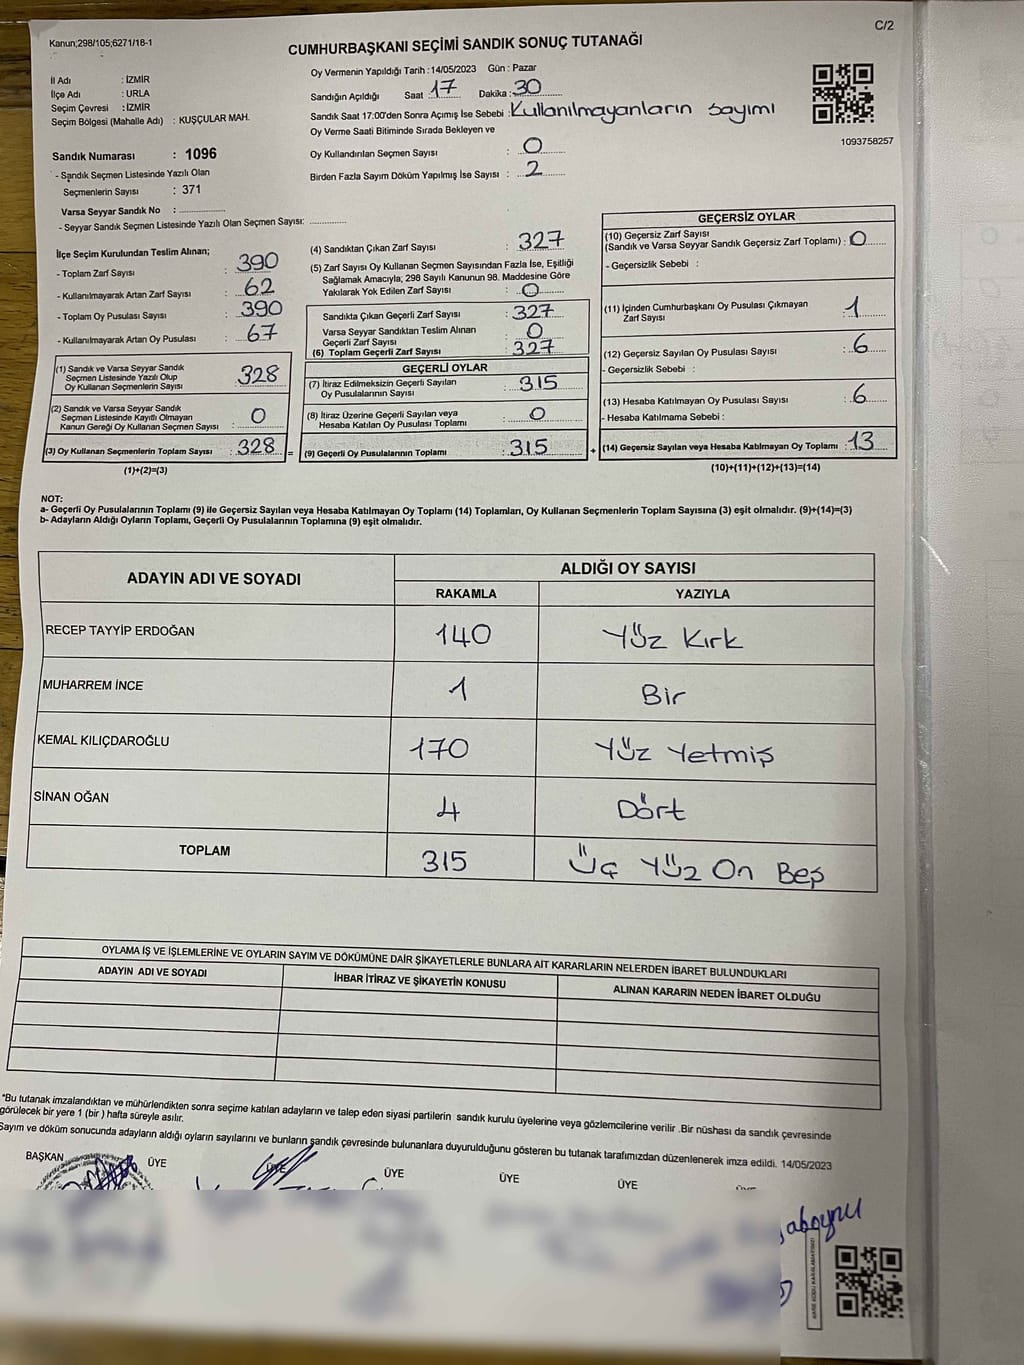 C/2
Kanun;298/105;6271/18-1
CUMHURBAŞKANI SEÇİMİ SANDIK SONUÇ TUTANAĞI
İl Adı : İZMİR
İlçe Adı : URLA
Seçim Çevresi : İZMİR
Seçim Bölgesi (Mahalle Adı) : KUŞÇULAR MAH.
Oy Vermenin Yapıldığı Tarih : 14/05/2023 Gün : Pazar
Sandığın Açıldığı Saat 17 Dakika : 30
Sandık Saat 17:00'den Sonra Açımış İse Sebebi : Kullanılmayanların sayımı
Oy Verme Saati Bitiminde Sırada Bekleyen ve
Oy Kullandırılan Seçmen Sayısı : 0
Birden Fazla Sayım Döküm Yapılmış İse Sayısı : 2
1093758257
Sandık Numarası : 1096
- Sandık Seçmen Listesinde Yazılı Olan
Seçmenlerin Sayısı : 371
Varsa Seyyar Sandık No :
- Seyyar Sandık Seçmen Listesinde Yazılı Olan Seçmen Sayısı:
İlçe Seçim Kurulundan Teslim Alınan;
- Toplam Zarf Sayısı : 390
- Kullanılmayarak Artan Zarf Sayısı : 62
- Toplam Oy Pusulası Sayısı : 390
- Kullanılmayarak Artan Oy Pusulası : 67
(1) Sandık ve Varsa Seyyar Sandık
Seçmen Listesinde Yazılı Olup
Oy Kullanan Seçmenlerin Sayısı : 328
(2) Sandık ve Varsa Seyyar Sandık
Seçmen Listesinde Kayıtlı Olmayan
Kanun Gereği Oy Kullanan Seçmen Sayısı : 0
(3) Oy Kullanan Seçmenlerin Toplam Sayısı : 328 =
(1)+(2)=(3)
(4) Sandıktan Çıkan Zarf Sayısı : 327
(5) Zarf Sayısı Oy Kullanan Seçmen Sayısından Fazla İse, Eşitliği
Sağlamak Amacıyla; 298 Sayılı Kanunun 98. Maddesine Göre
Yakılarak Yok Edilen Zarf Sayısı : 0
Sandıkta Çıkan Geçerli Zarf Sayısı : 327
Varsa Seyyar Sandıktan Teslim Alınan
Geçerli Zarf Sayısı : 0
(6) Toplam Geçerli Zarf Sayısı : 327
GEÇERLİ OYLAR
(7) İtiraz Edilmeksizin Geçerli Sayılan
Oy Pusulasının Sayısı : 315
(8) İtiraz Üzerine Geçerli Sayılan veya
Hesaba Katılan Oy Pusulası Toplamı : 0
(9) Geçerli Oy Pusulalarının Toplamı : 315 +
GEÇERSİZ OYLAR
(10) Geçersiz Zarf Sayısı
(Sandık ve Varsa Seyyar Sandık Geçersiz Zarf Toplamı) : 0
- Geçersizlik Sebebi :
(11) İçinden Cumhurbaşkanı Oy Pusulası Çıkmayan
Zarf Sayısı : 1
(12) Geçersiz Sayılan Oy Pusulası Sayısı : 6
- Geçersizlik Sebebi :
(13) Hesaba Katılmayan Oy Pusulası Sayısı : 6
- Hesaba Katılmama Sebebi :
(14) Geçersiz Sayılan veya Hesaba Katılmayan Oy Toplamı : 13
(10)+(11)+(12)+(13)=(14)
NOT:
a- Geçerli Oy Pusulalarının Toplamı (9) ile Geçersiz Sayılan veya Hesaba Katılmayan Oy Toplamı (14) Toplamları, Oy Kullanan Seçmenlerin Toplam Sayısına (3) eşit olmalıdır. (9)+(14)=(3)
b- Adayların Aldığı Oyların Toplamı, Geçerli Oy Pusulalarının Toplamına (9) eşit olmalıdır.
ADAYIN ADI VE SOYADI ALDIĞI OY SAYISI
RAKAMLA YAZIYLA
RECEP TAYYİP ERDOĞAN 140 Yüz Kırk
MUHARREM İNCE 1 Bir
KEMAL KILIÇDAROĞLU 170 Yüz Yetmiş
SİNAN OĞAN 4 Dört
TOPLAM 315 Üç Yüz On Beş
OYLAMA İŞ VE İŞLEMLERİNE VE OYLARIN SAYIM VE DÖKÜMÜNE DAİR ŞİKAYETLERLE BUNLARA AİT KARARLARIN NELERDEN İBARET BULUNDUKLARI
ADAYIN ADI VE SOYADI İHBAR İTİRAZ VE ŞİKAYETİN KONUSU ALINAN KARARIN NEDEN İBARET OLDUĞU
*Bu tutanak imzalandıktan ve mühürlendikten sonra seçime katılan adayların ve talep eden siyasi partilerin sandık kurulu üyelerine veya gözlemcilerine verilir .Bir nüshası da sandık çevresinde
görülecek bir yere 1 (bir ) hafta süreyle asılır.
Sayım ve döküm sonucunda adayların aldığı oyların sayılarını ve bunların sandık çevresinde bulunanlara duyurulduğunu gösteren bu tutanak tarafımızdan düzenlenerek imza edildi. 14/05/2023
BAŞKAN ÜYE ÜYE ÜYE ÜYE ÜYE